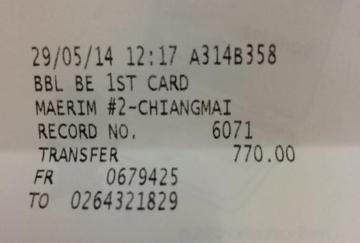 29/05/14 12:17 A314B358
BBL BE 1ST CARD
MAERIM #2-CHIANGMAI
RECORD NO. 6071
TRANSFER 770.00
FR 0679425
TO 0264321829